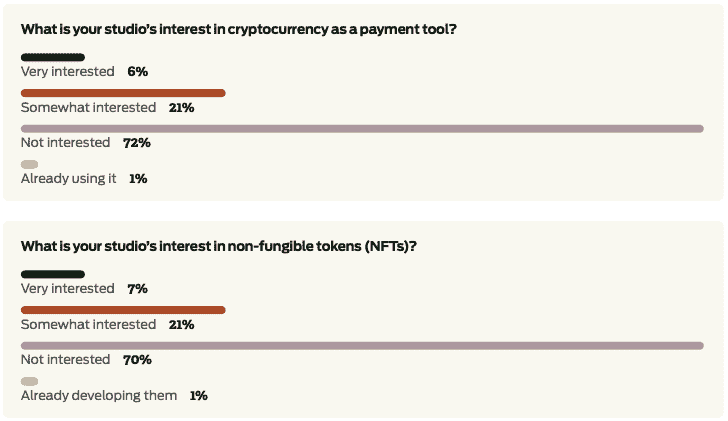 What is your studio's interest in cryptocurrency as a payment tool?
Very interested 6%
Somewhat interested 21%
Not interested 72%
Already using it 1%
What is your studio's interest in non-fungible tokens (NFTs)?
Very interested 7%
Somewhat interested 21%
Not interested 70%
Already developing them 1%